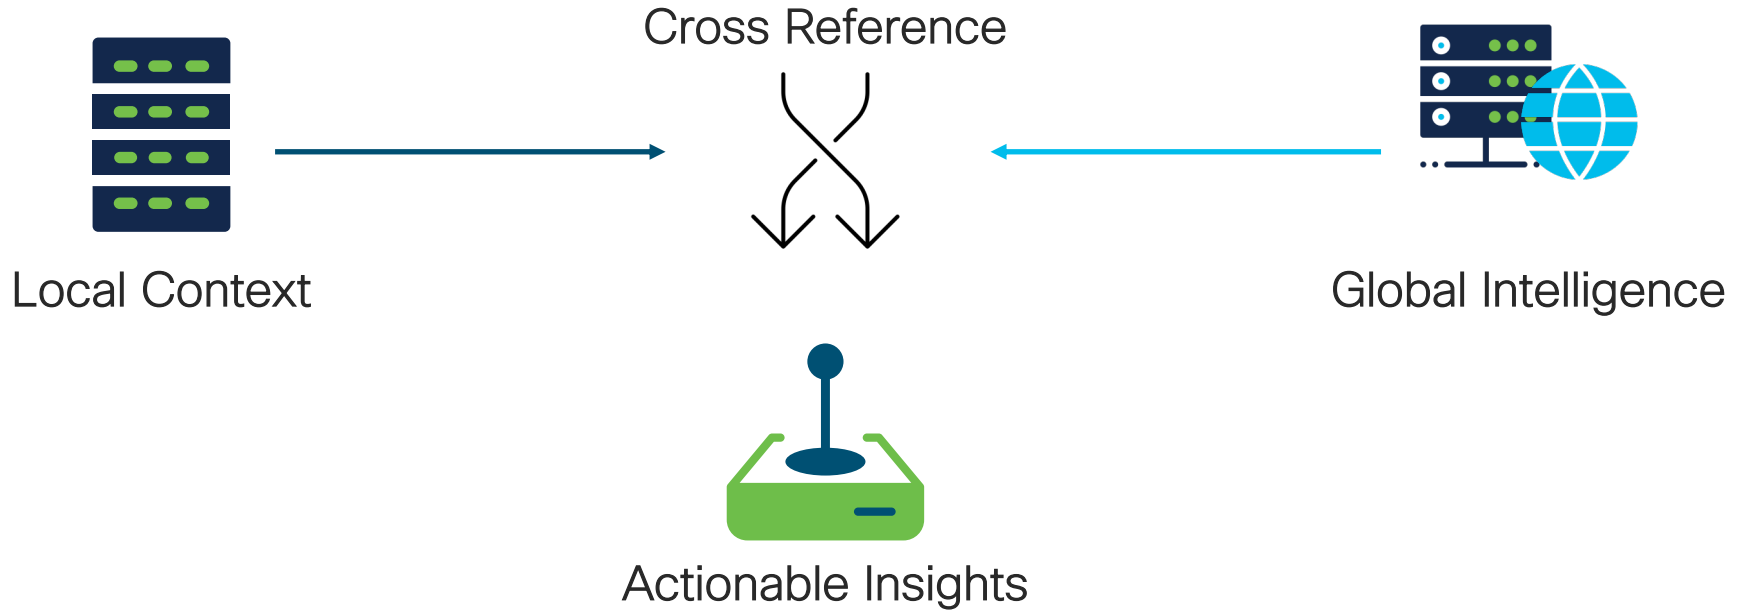 Cross Reference
Local Context
Global Intelligence
Actionable Insights